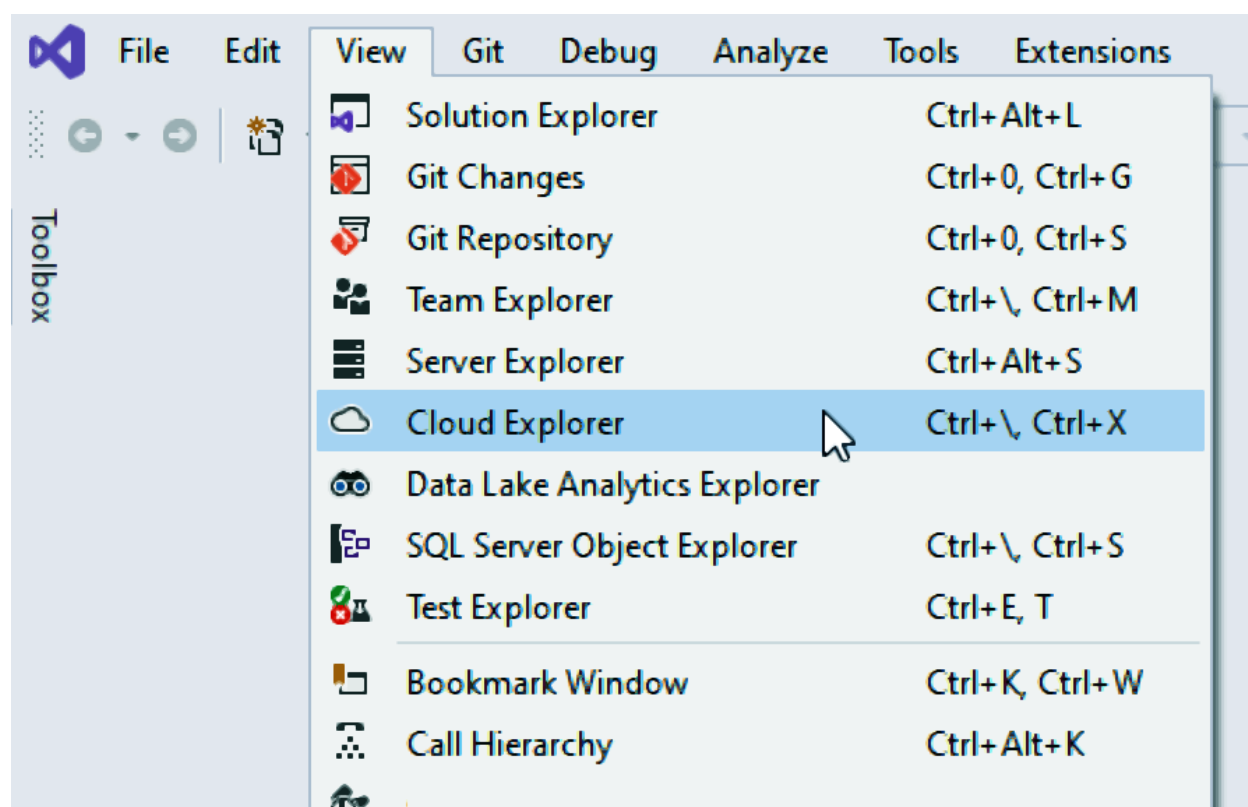 File Edit View Git Debug Analyze Tools Extensions
Toolbox
Solution Explorer Ctrl+Alt+L
Git Changes Ctrl+0, Ctrl+G
Git Repository Ctrl+0, Ctrl+S
Team Explorer Ctrl+\, Ctrl+M
Server Explorer Ctrl+Alt+S
Cloud Explorer Ctrl+\, Ctrl+X
Data Lake Analytics Explorer
SQL Server Object Explorer Ctrl+\, Ctrl+S
Test Explorer Ctrl+E, T
Bookmark Window Ctrl+K, Ctrl+W
Call Hierarchy Ctrl+Alt+K